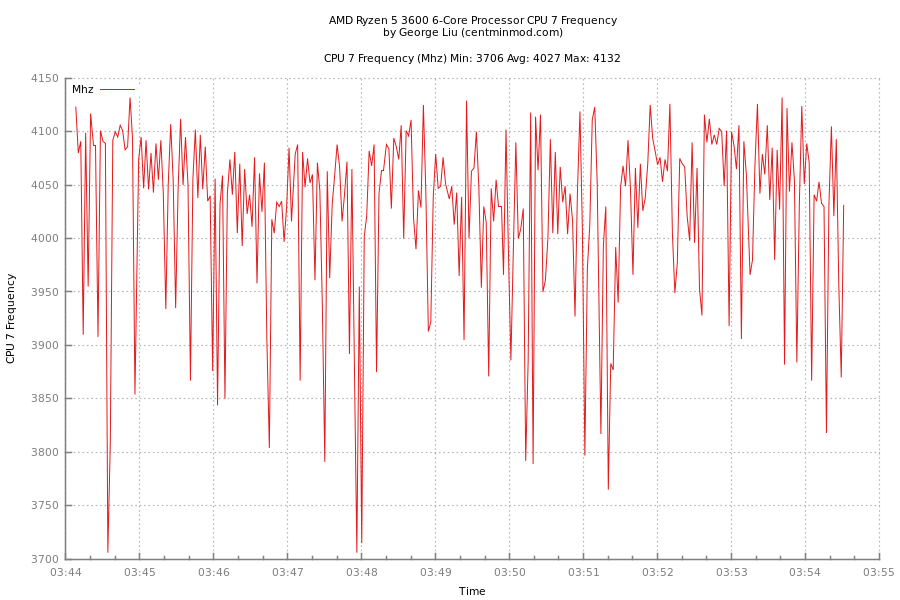 AMD Ryzen 5 3600 6-Core Processor CPU 7 Frequency
by George Liu (centminmod.com)
CPU 7 Frequency (Mhz) Min: 3706 Avg: 4027 Max: 4132
Mhz
4150
4100
4050
4000
3950
3900
3850
3800
3750
3700
CPU 7 Frequency
03:44 03:45 03:46 03:47 03:48 03:49 03:50 03:51 03:52 03:53 03:54 03:55
Time